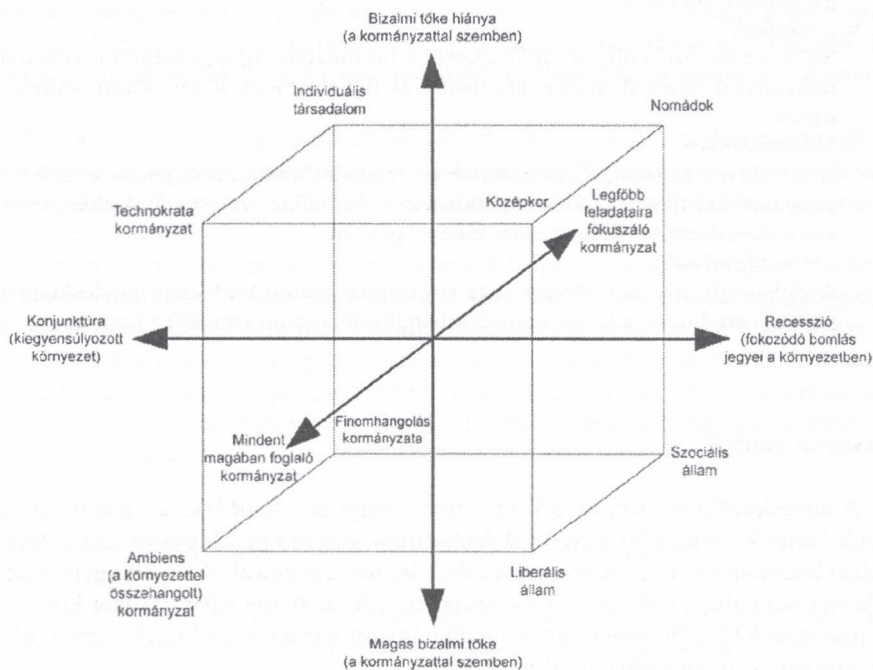 Bizalmi tőke hiánya
(a kormányzattal szemben)
Individuális
társadalom
Nomádok
Technokrata
kormányzat
Középkor
Legfőbb
feladataira
fokuszáló
kormányzat
Konjunktúra
(kiegyensúlyozott
környezet)
Recesszió
(fokozódó bomlás
jegyei a környezetben)
Finomhangolás
kormányzata
Mindent
magában foglaló
kormányzat
Szociális
állam
Ambiens
(a környezettel
összehangolt)
kormányzat
Liberális
állam
Magas bizalmi tőke
(a kormányzattal szemben)